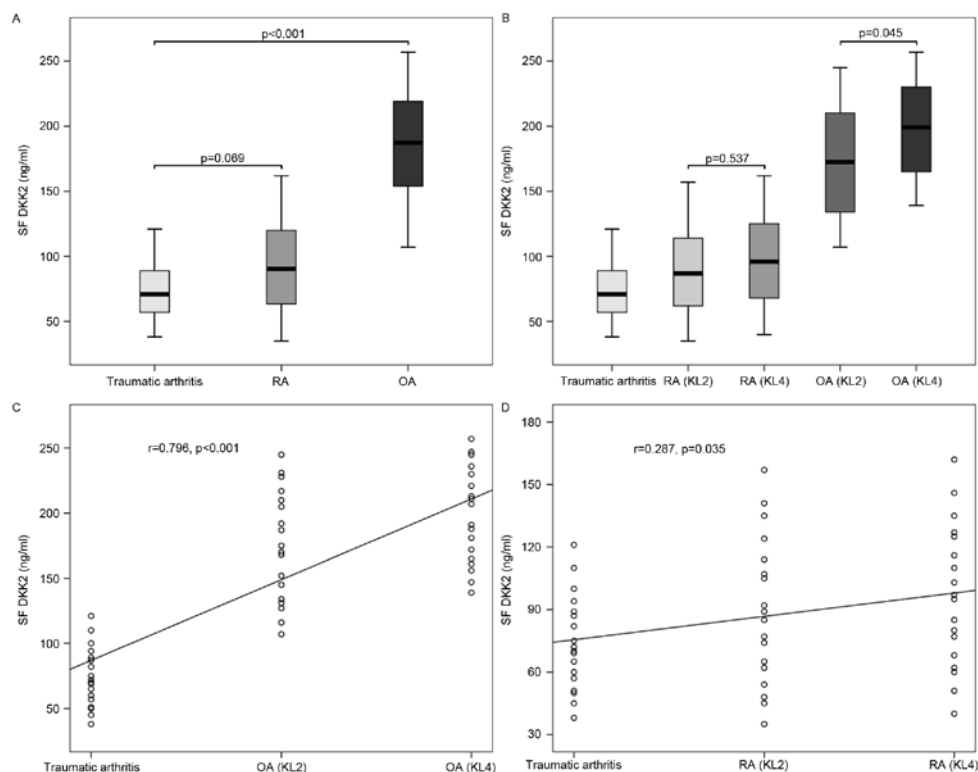 A
p<0.001
250
200
p=0.069
150
100
50
SF DKK2 (ng/ml)
Traumatic arthritis RA OA
B
p=0.045
250
200
p=0.537
150
100
50
SF DKK2 (ng/ml)
Traumatic arthritis RA (KL2) RA (KL4) OA (KL2) OA (KL4)
C
r=0.796, p<0.001
250
200
150
100
50
SF DKK2 (ng/ml)
Traumatic arthritis OA (KL2) OA (KL4)
D
180
r=0.287, p=0.035
150
120
90
60
30
SF DKK2 (ng/ml)
Traumatic arthritis RA (KL2) RA (KL4)